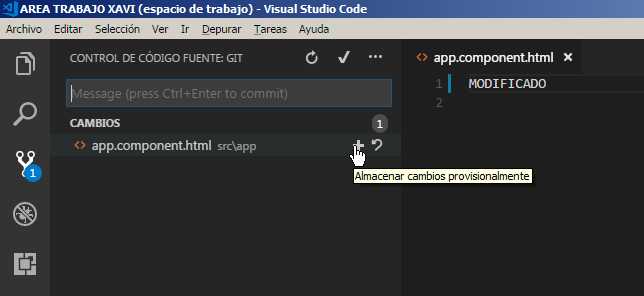 AREA TRABAJO XAVI (espacio de trabajo) - Visual Studio Code
Archivo Editar Selección Ver Ir Depurar Tareas Ayuda
CONTROL DE CÓDIGO FUENTE: GIT
app.component.html
Message (press Ctrl+Enter to commit)
1 MODIFICADO
2
CAMBIOS 1
app.component.html src\app
1
Almacenar cambios provisionalmente